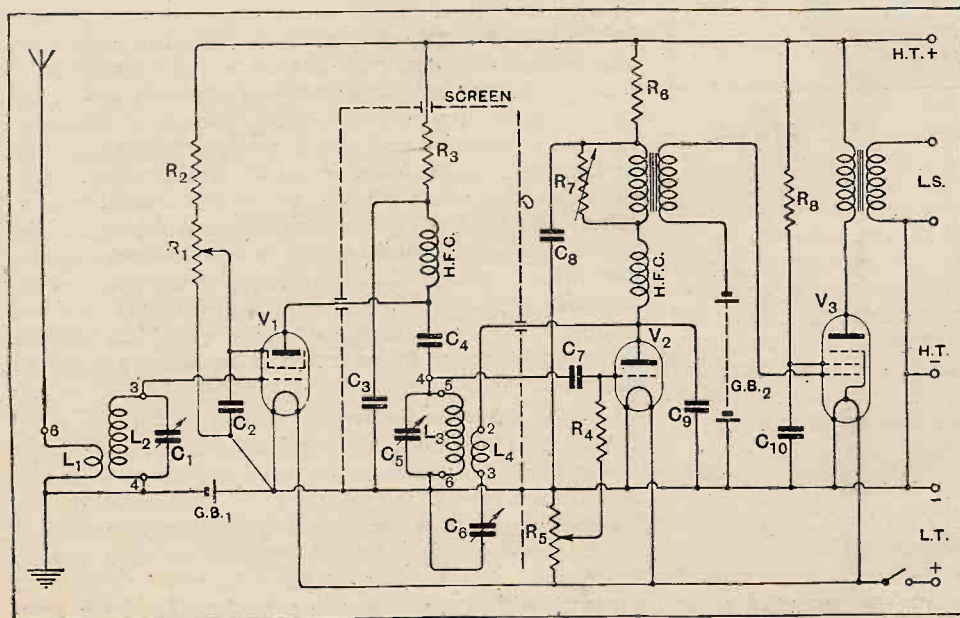 H.T.+
SCREEN
R6
R3
R2
R7
R8
L.S.
R1
C8
H.F.C.
H.F.C.
V1
C4
V2
V3
C7
H.T.
−
3
C3
4
5
G.B.2
6
L2
C2
L3
2
C9
R4
L1
C1
C5
L4
C10
4
6
3
G.B.1
−
C6
R5
L.T.
+